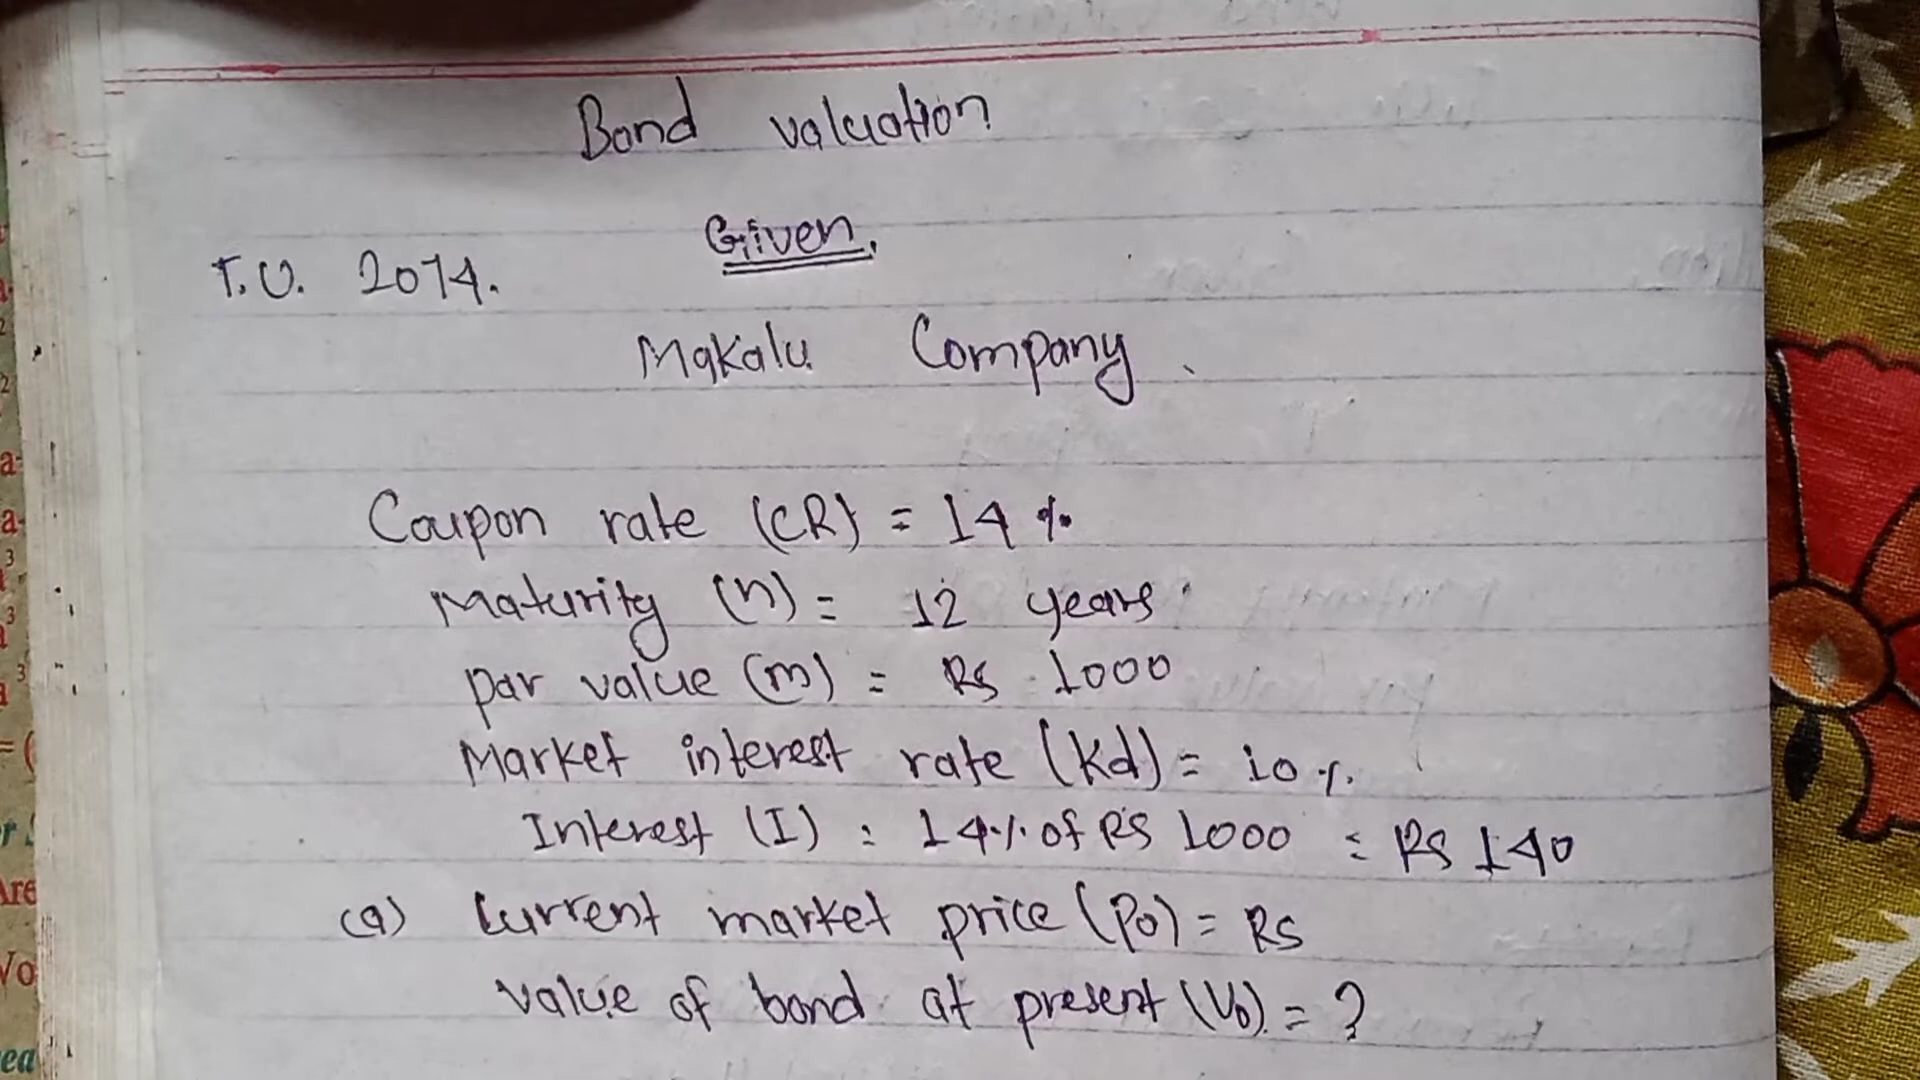 Bond valuation
Given,
T.U. 2074.
Makalu Company.
Coupon rate (CR) = 14 %
Maturity (n) = 12 years
par value (m) = Rs 1000
Market interest rate (Kd) = 10 %.
Interest (I) = 14% of RS 1000 = Rs 140
(a) Current market price (Po) = RS
value of bond at present (Vo) = ?